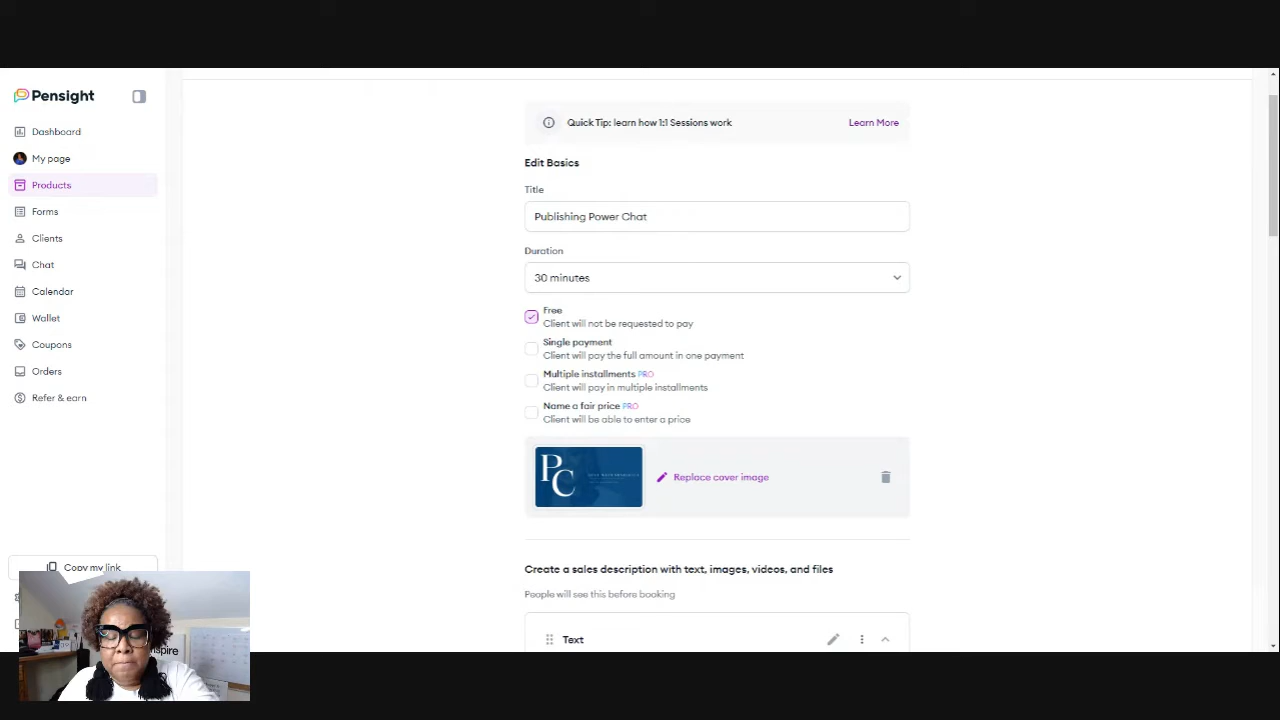 Pensight
Dashboard
My page
Products
Forms
Clients
Chat
Calendar
Wallet
Coupons
Orders
Refer & earn
Copy my link
Quick Tip: learn how 1:1 Sessions work
Learn More
Edit Basics
Title
Publishing Power Chat
Duration
30 minutes
Free
Client will not be requested to pay
Single payment
Client will pay the full amount in one payment
Multiple installments PRO
Client will pay in multiple installments
Name a fair price PRO
Client will be able to enter a price
PC
Replace cover image
Create a sales description with text, images, videos, and files
People will see this before booking
Text